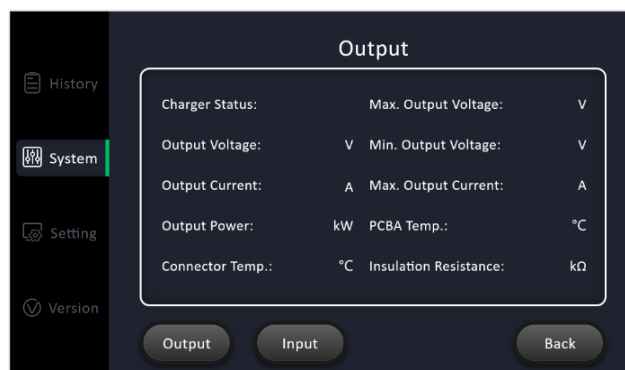 Output
History
System
Setting
Version
Charger Status: Max. Output Voltage: V
Output Voltage: V Min. Output Voltage: V
Output Current: A Max. Output Current: A
Output Power: kW PCBA Temp.: °C
Connector Temp.: °C Insulation Resistance: kΩ
Output Input Back